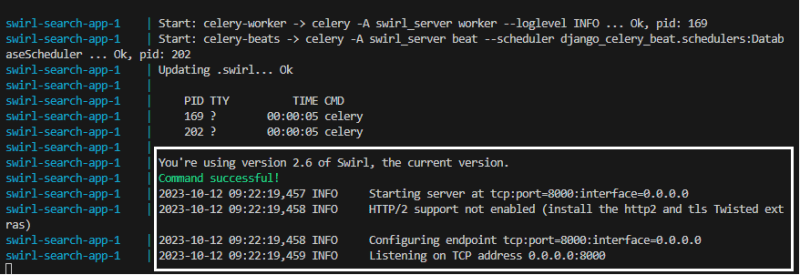 swirl-search-app-1 | Start: celery-worker -> celery -A swirl_server worker --loglevel INFO ... Ok, pid: 169
swirl-search-app-1 | Start: celery-beats -> celery -A swirl_server beat --scheduler django_celery_beat.schedulers:Datab
aseScheduler ... Ok, pid: 202
swirl-search-app-1 | Updating .swirl... Ok
swirl-search-app-1 |
swirl-search-app-1 | PID TTY TIME CMD
swirl-search-app-1 | 169 ? 00:00:05 celery
swirl-search-app-1 | 202 ? 00:00:05 celery
swirl-search-app-1 |
swirl-search-app-1 | You're using version 2.6 of Swirl, the current version.
swirl-search-app-1 | Command successful!
swirl-search-app-1 | 2023-10-12 09:22:19,457 INFO Starting server at tcp:port=8000:interface=0.0.0.0
swirl-search-app-1 | 2023-10-12 09:22:19,458 INFO HTTP/2 support not enabled (install the http2 and tls Twisted ext
ras)
swirl-search-app-1 | 2023-10-12 09:22:19,458 INFO Configuring endpoint tcp:port=8000:interface=0.0.0.0
swirl-search-app-1 | 2023-10-12 09:22:19,459 INFO Listening on TCP address 0.0.0.0:8000